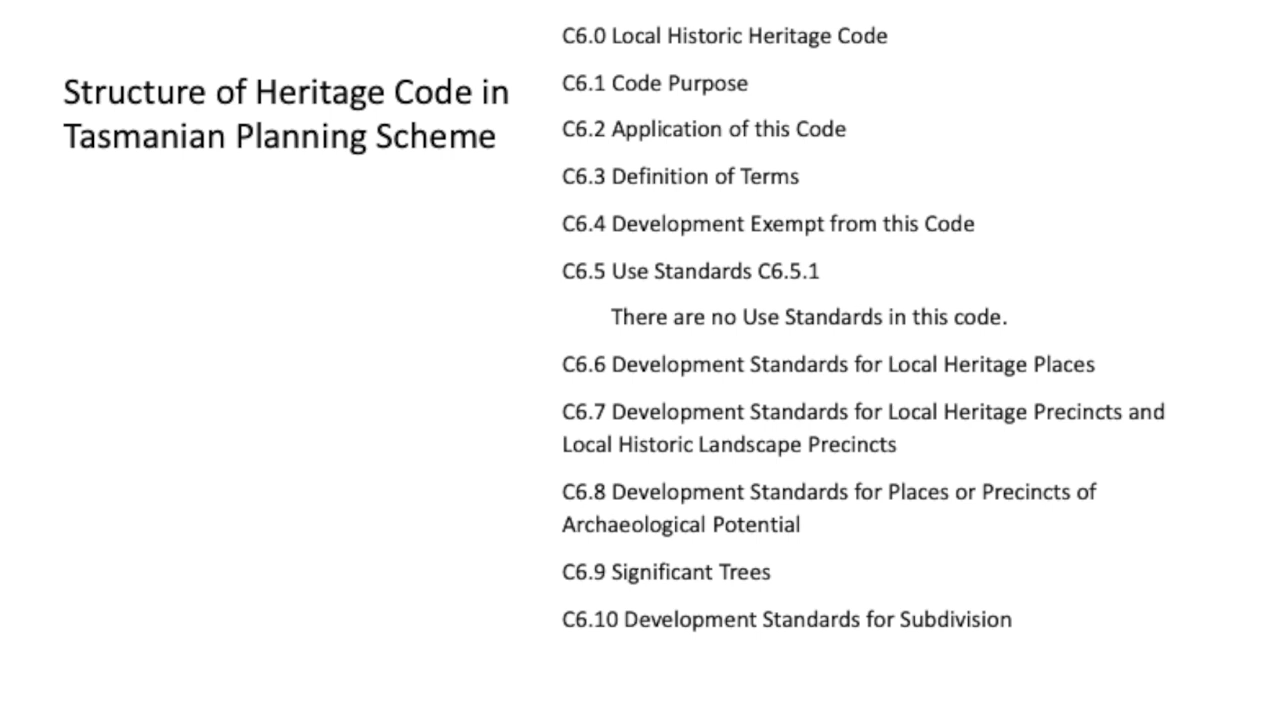 Structure of Heritage Code in
Tasmanian Planning Scheme
C6.0 Local Historic Heritage Code
C6.1 Code Purpose
C6.2 Application of this Code
C6.3 Definition of Terms
C6.4 Development Exempt from this Code
C6.5 Use Standards C6.5.1
There are no Use Standards in this code.
C6.6 Development Standards for Local Heritage Places
C6.7 Development Standards for Local Heritage Precincts and
Local Historic Landscape Precincts
C6.8 Development Standards for Places or Precincts of
Archaeological Potential
C6.9 Significant Trees
C6.10 Development Standards for Subdivision